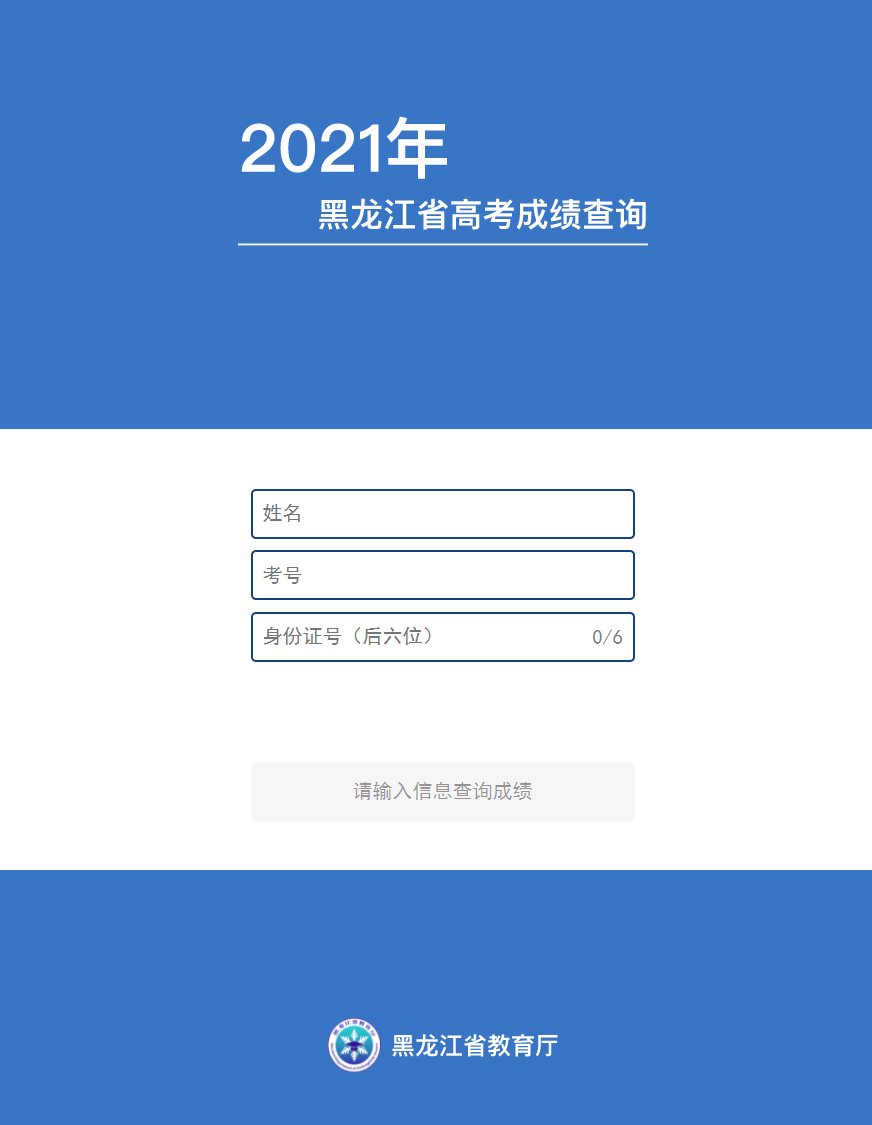 2021年
黑龙江省高考成绩查询
姓名
考号
身份证号（后六位） 0/6
请输入信息查询成绩
黑龙江省教育厅